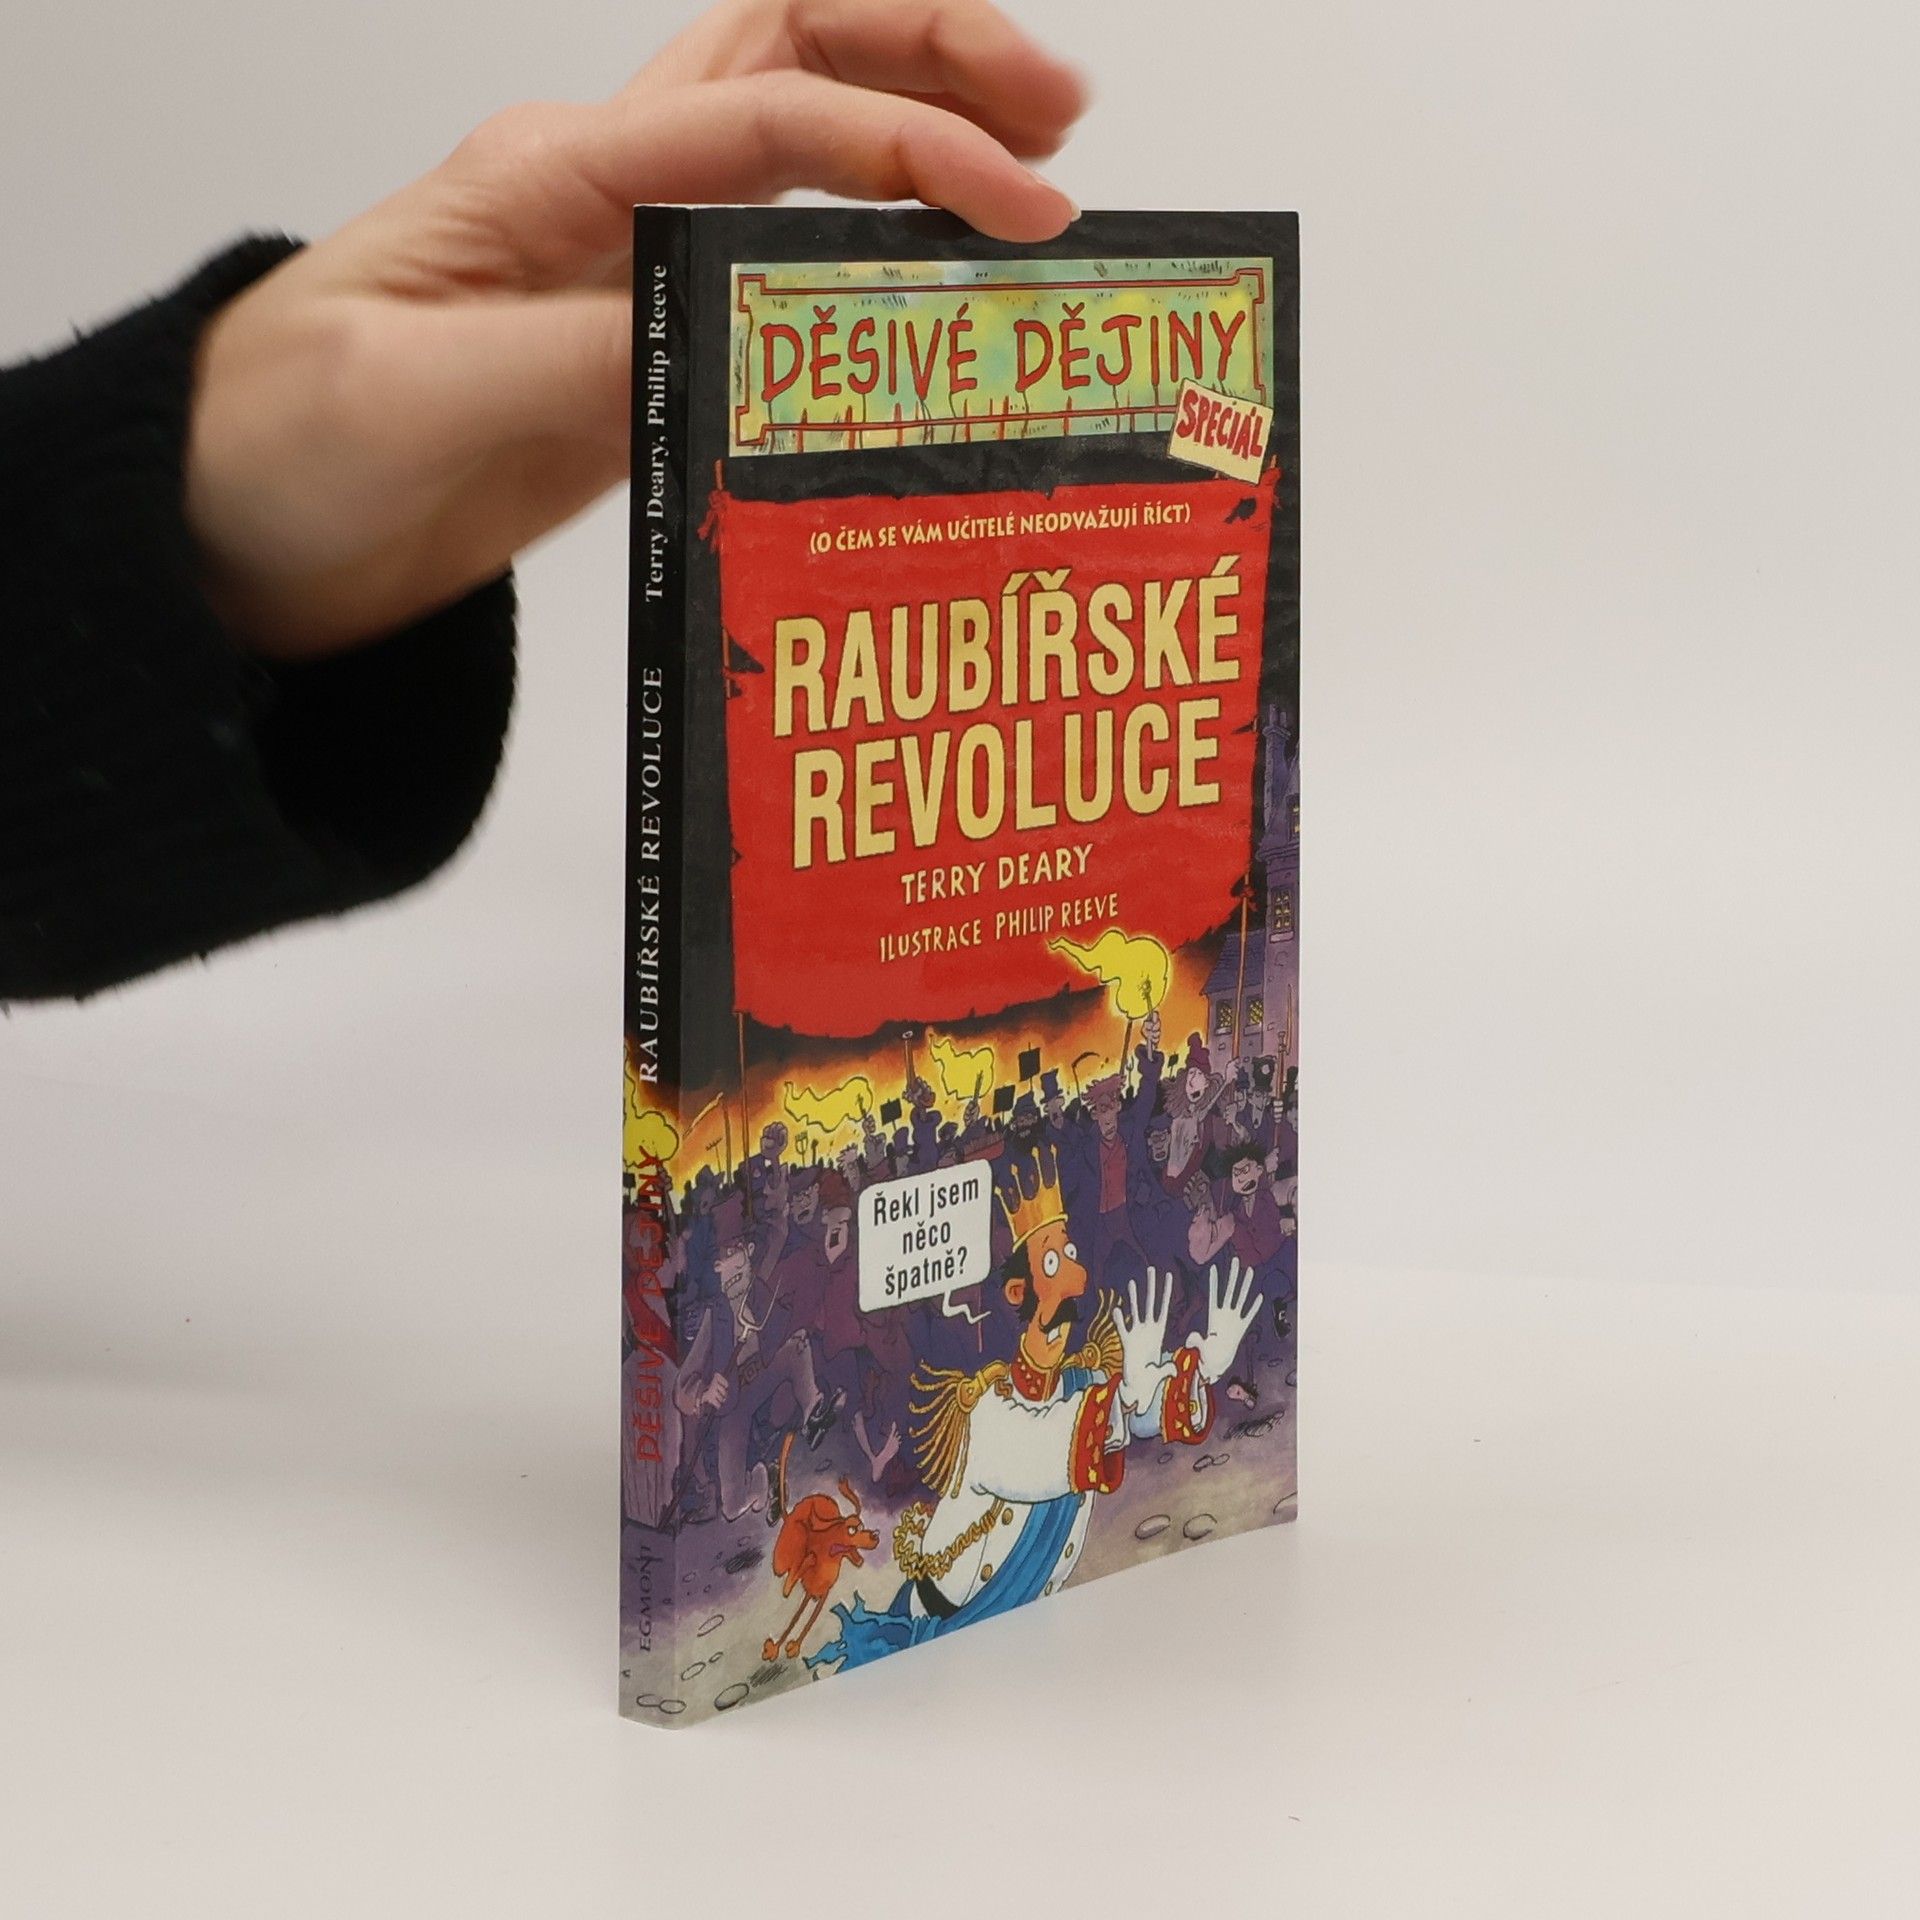 DĚSIVÉ DĚJINY
SPECIÁL
(O ČEM SE VÁM UČITELÉ NEODVAŽUJÍ ŘÍCT)
RAUBÍŘSKÉ
REVOLUCE
TERRY DEARY
ILUSTRACE PHILIP REEVE
Řekl jsem
něco
špatně?
DĚSIVÉ DĚJINY RAUBÍŘSKÉ REVOLUCE Terry Deary, Philip Reeve
EGMONT